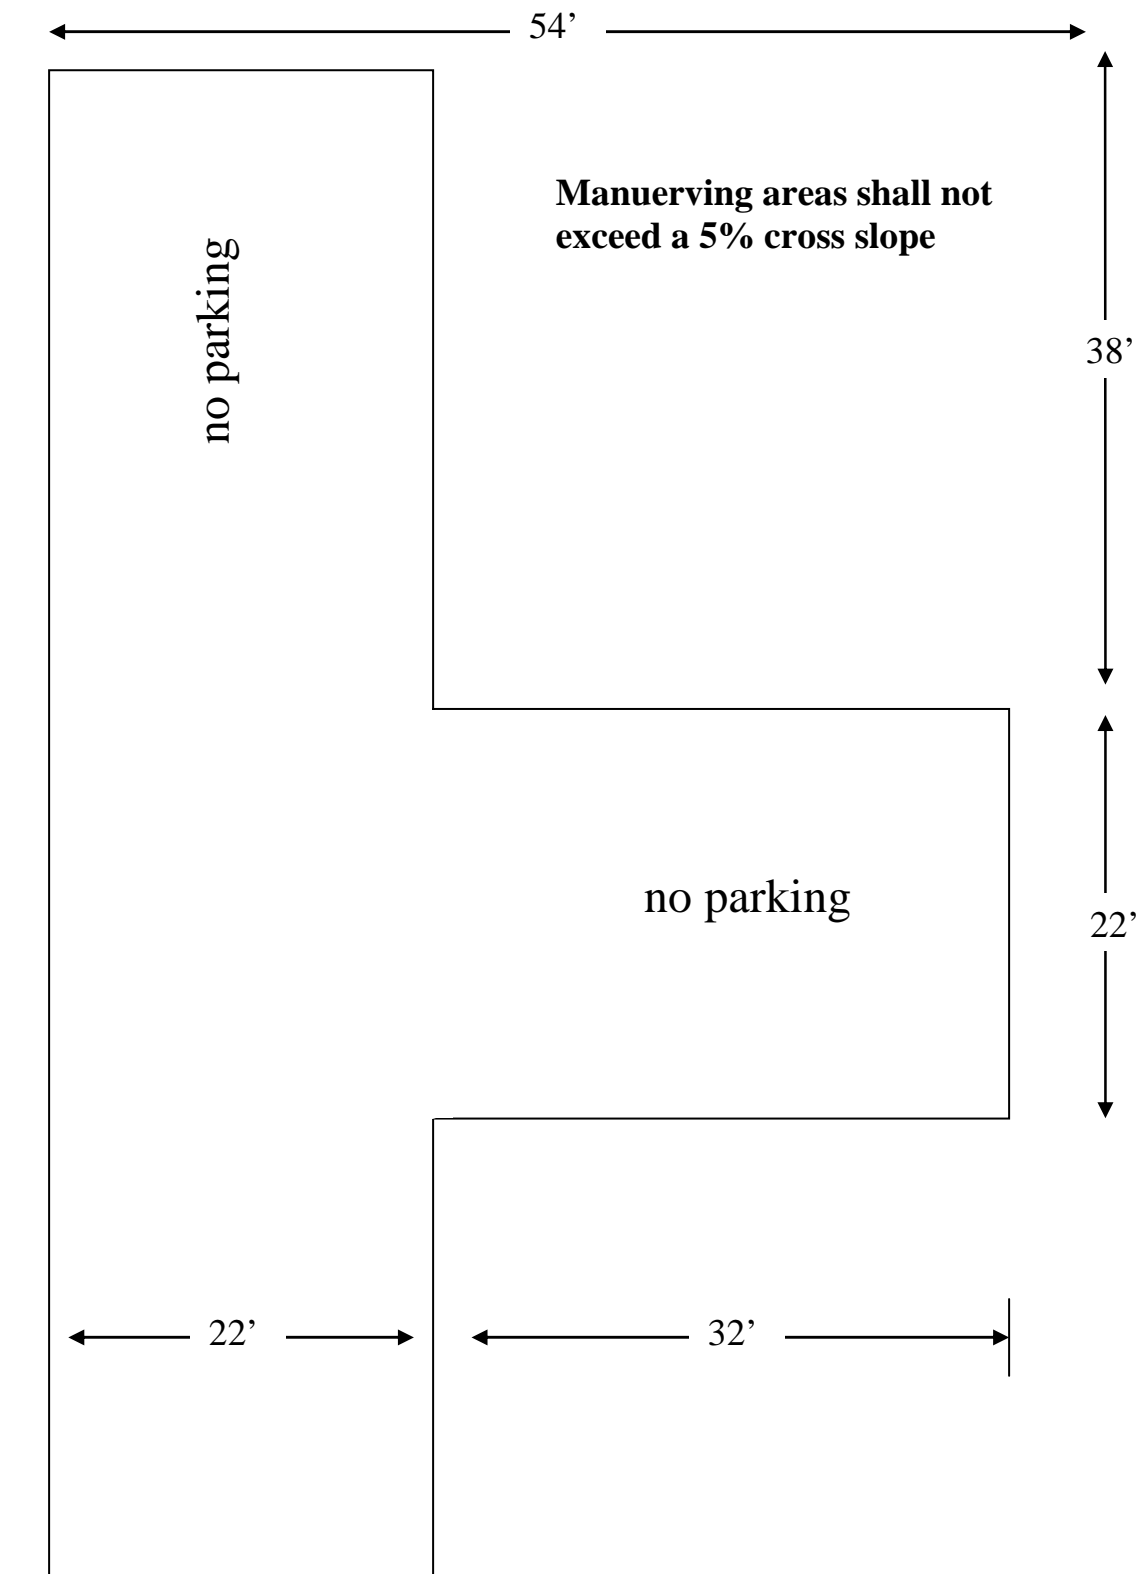 54’
Manuerving areas shall not
exceed a 5% cross slope
no parking
38’
no parking
22’
22’
32’